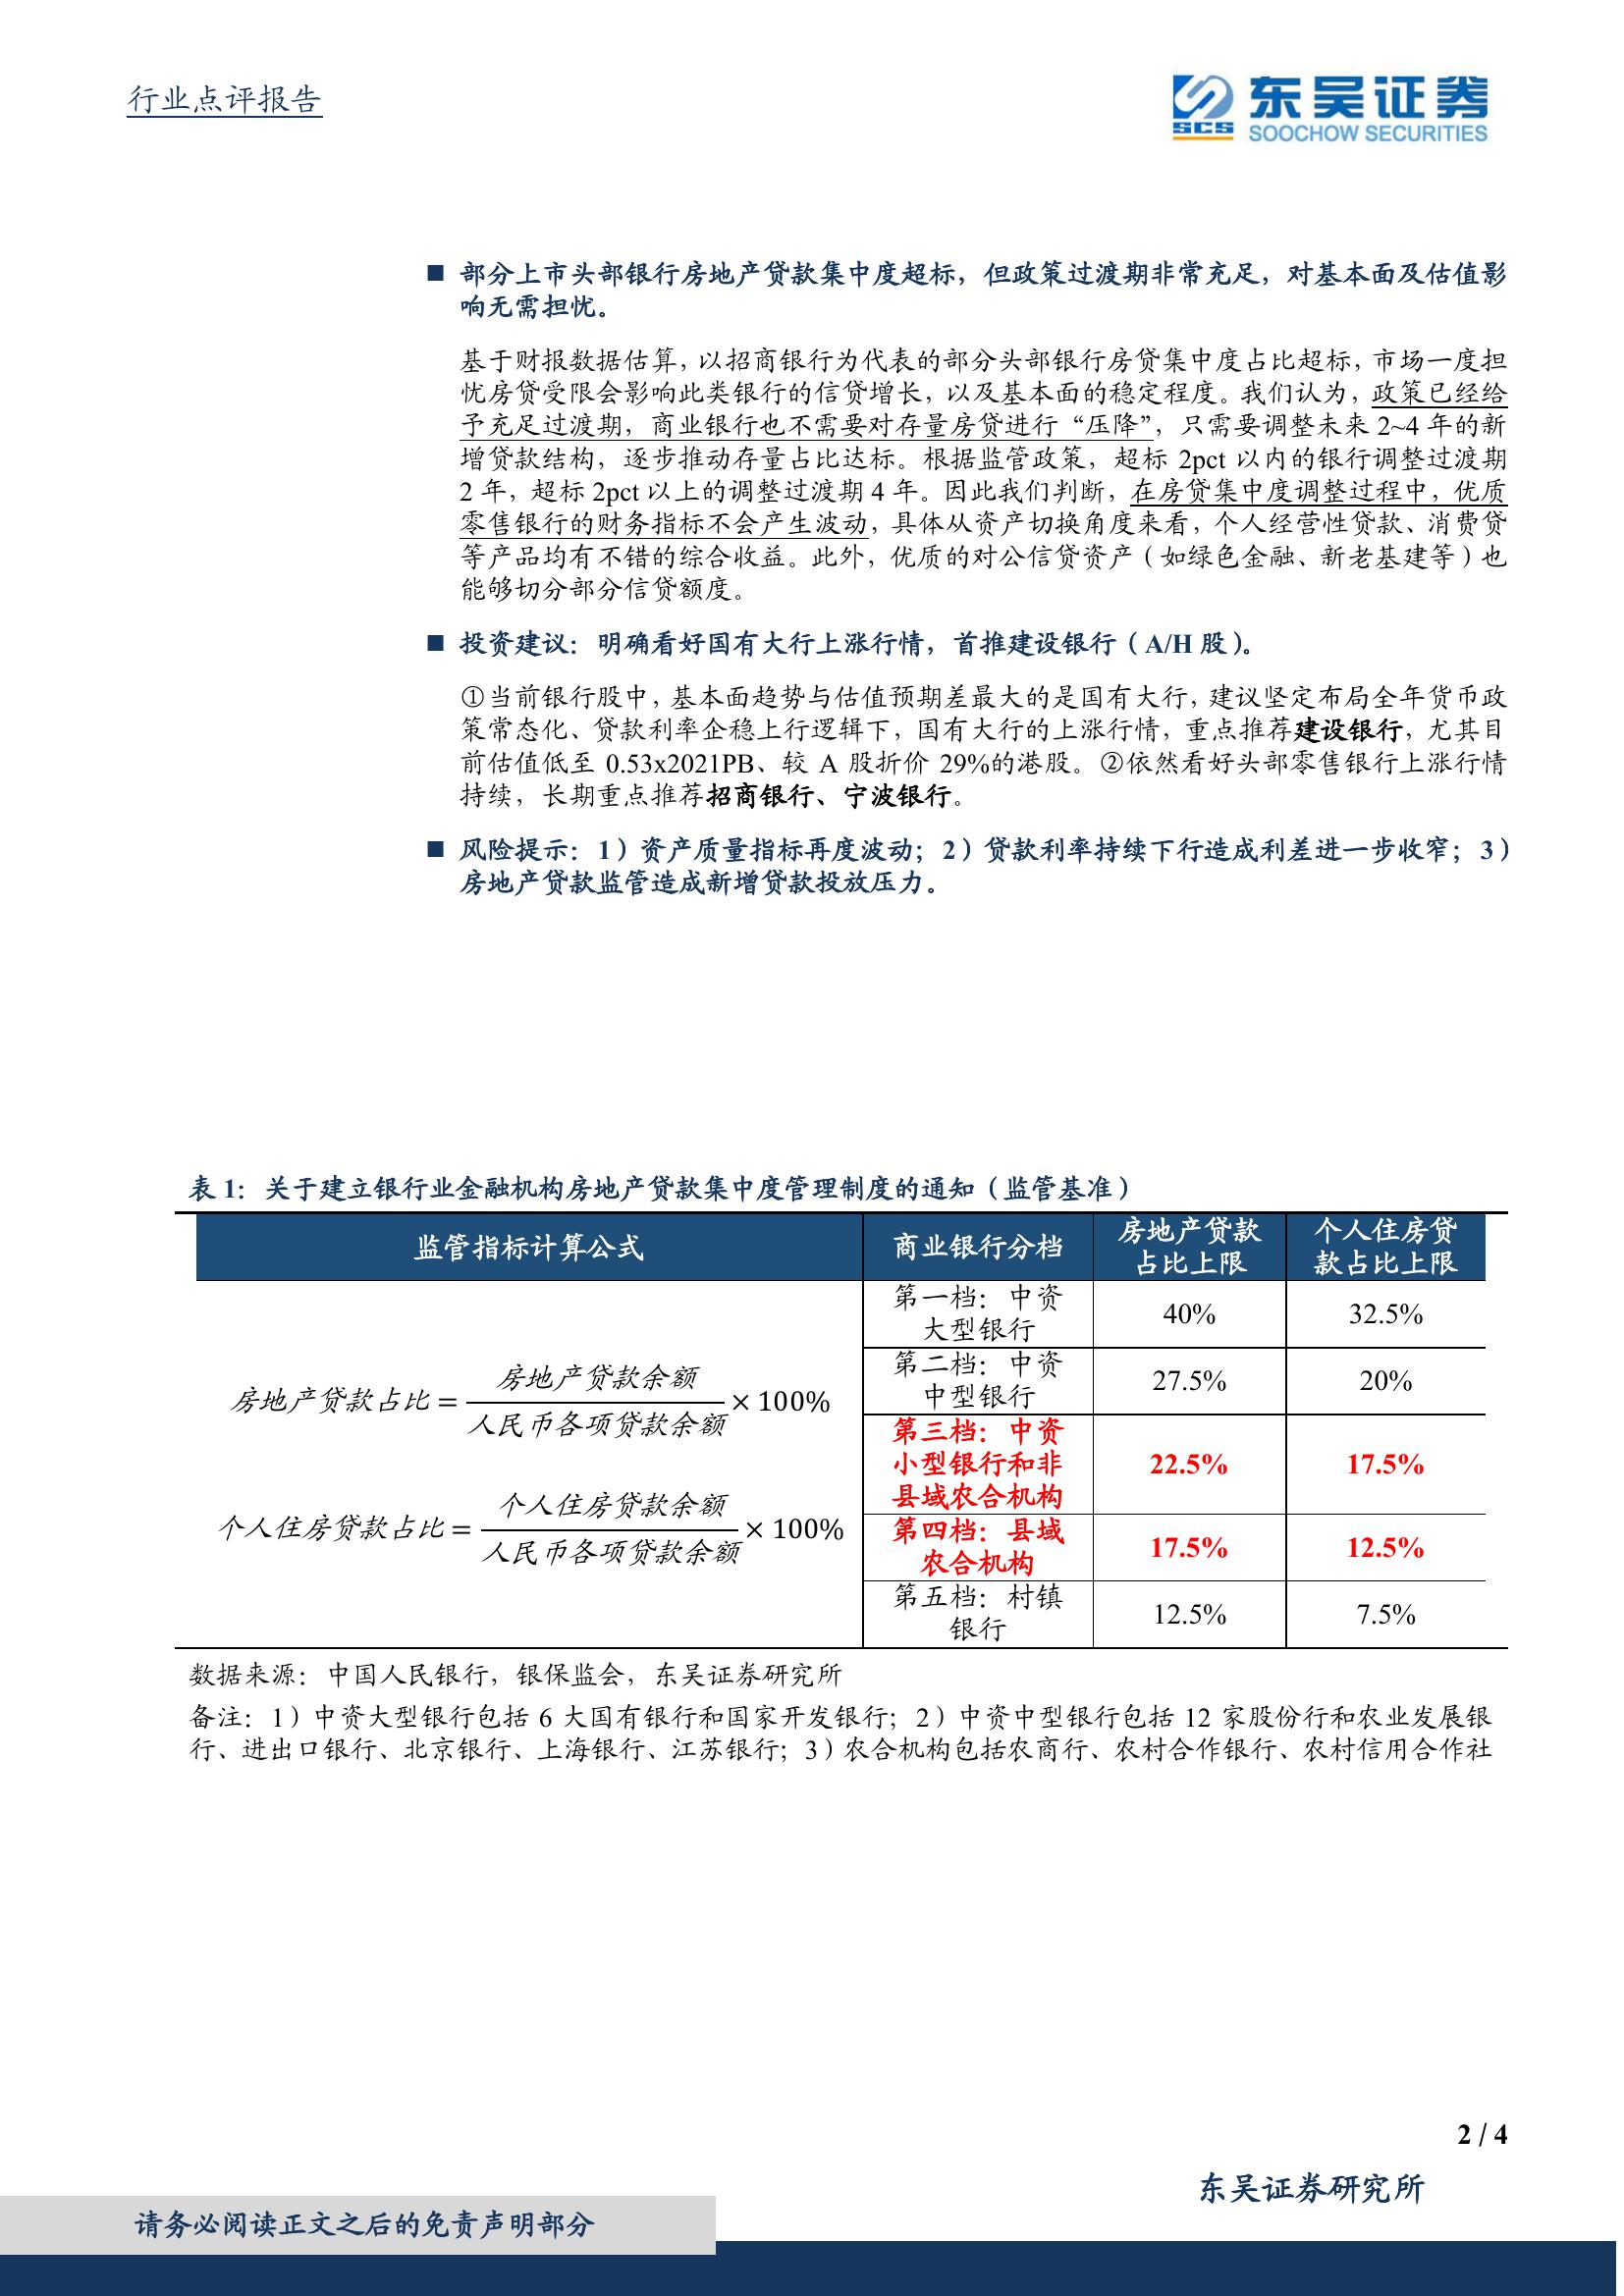 行业点评报告
东吴证券
SCS
SOOCHOW SECURITIES
■ 部分上市头部银行房地产贷款集中度超标，但政策过渡期非常充足，对基本面及估值影
响无需担忧。
基于财报数据估算，以招商银行为代表的部分头部银行房贷集中度占比超标，市场一度担
忧房贷受限会影响此类银行的信贷增长，以及基本面的稳定程度。我们认为，政策已经给
予充足过渡期，商业银行也不需要对存量房贷进行“压降”，只需要调整未来 2~4 年的新
增贷款结构，逐步推动存量占比达标。根据监管政策，超标 2pct 以内的银行调整过渡期
2 年，超标 2pct 以上的调整过渡期 4 年。因此我们判断，在房贷集中度调整过程中，优质
零售银行的财务指标不会产生波动，具体从资产切换角度来看，个人经营性贷款、消费贷
等产品均有不错的综合收益。此外，优质的对公信贷资产（如绿色金融、新老基建等）也
能够切分部分信贷额度。
■ 投资建议：明确看好国有大行上涨行情，首推建设银行（A/H 股）。
①当前银行股中，基本面趋势与估值预期差最大的是国有大行，建议坚定布局全年货币政
策常态化、贷款利率企稳上行逻辑下，国有大行的上涨行情，重点推荐建设银行，尤其目
前估值低至 0.53x2021PB、较 A 股折价 29%的港股。②依然看好头部零售银行上涨行情
持续，长期重点推荐招商银行、宁波银行。
■ 风险提示：1）资产质量指标再度波动；2）贷款利率持续下行造成利差进一步收窄；3）
房地产贷款监管造成新增贷款投放压力。
表 1：关于建立银行业金融机构房地产贷款集中度管理制度的通知（监管基准）
监管指标计算公式
商业银行分档
房地产贷款
占比上限
个人住房贷
款占比上限
房地产贷款占比 = 房地产贷款余额 / 人民币各项贷款余额 × 100%
个人住房贷款占比 = 个人住房贷款余额 / 人民币各项贷款余额 × 100%
第一档：中资
大型银行
40%
32.5%
第二档：中资
中型银行
27.5%
20%
第三档：中资
小型银行和非
县域农合机构
22.5%
17.5%
第四档：县域
农合机构
17.5%
12.5%
第五档：村镇
银行
12.5%
7.5%
数据来源：中国人民银行，银保监会，东吴证券研究所
备注：1）中资大型银行包括 6 大国有银行和国家开发银行；2）中资中型银行包括 12 家股份行和农业发展银
行、进出口银行、北京银行、上海银行、江苏银行；3）农合机构包括农商行、农村合作银行、农村信用合作社
2 / 4
东吴证券研究所
请务必阅读正文之后的免责声明部分